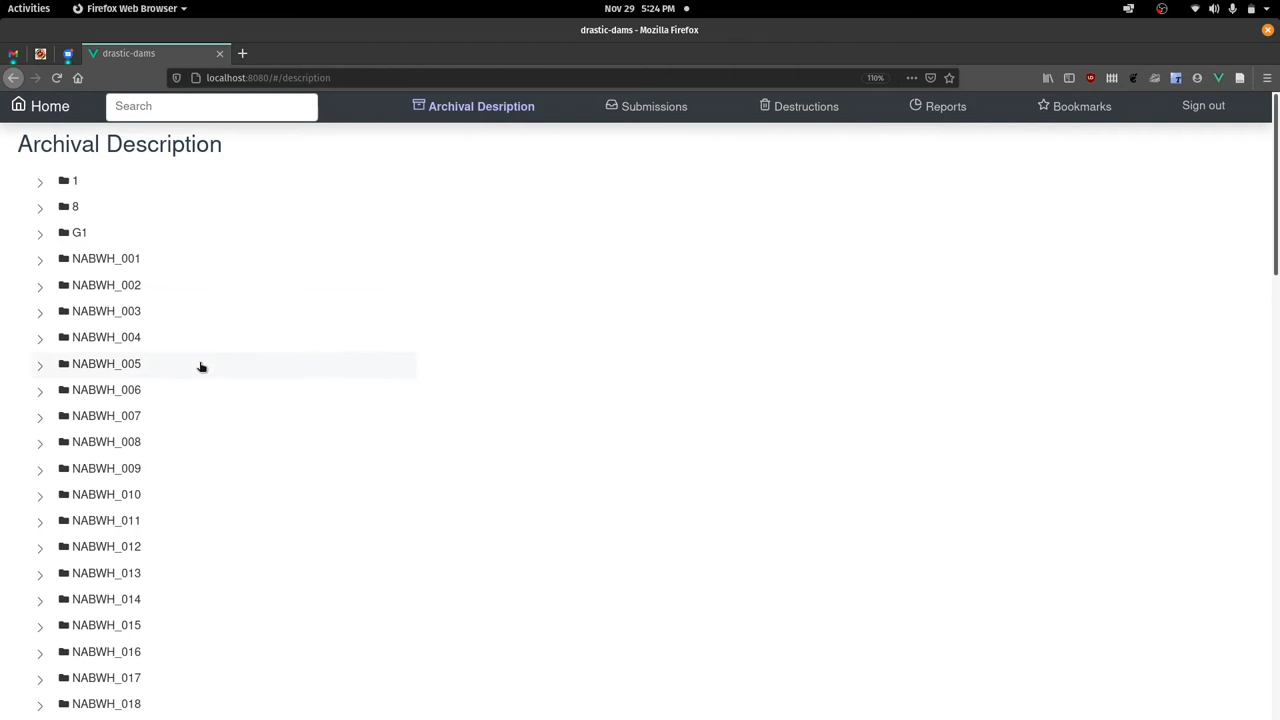 Activities Firefox Web Browser Nov 29 5:24 PM
drastic-dams - Mozilla Firefox
drastic-dams
localhost:8080/#/description 110%
Home Search Archival Desription Submissions Destructions Reports Bookmarks Sign out
Archival Description
1
8
G1
NABWH_001
NABWH_002
NABWH_003
NABWH_004
NABWH_005
NABWH_006
NABWH_007
NABWH_008
NABWH_009
NABWH_010
NABWH_011
NABWH_012
NABWH_013
NABWH_014
NABWH_015
NABWH_016
NABWH_017
NABWH_018